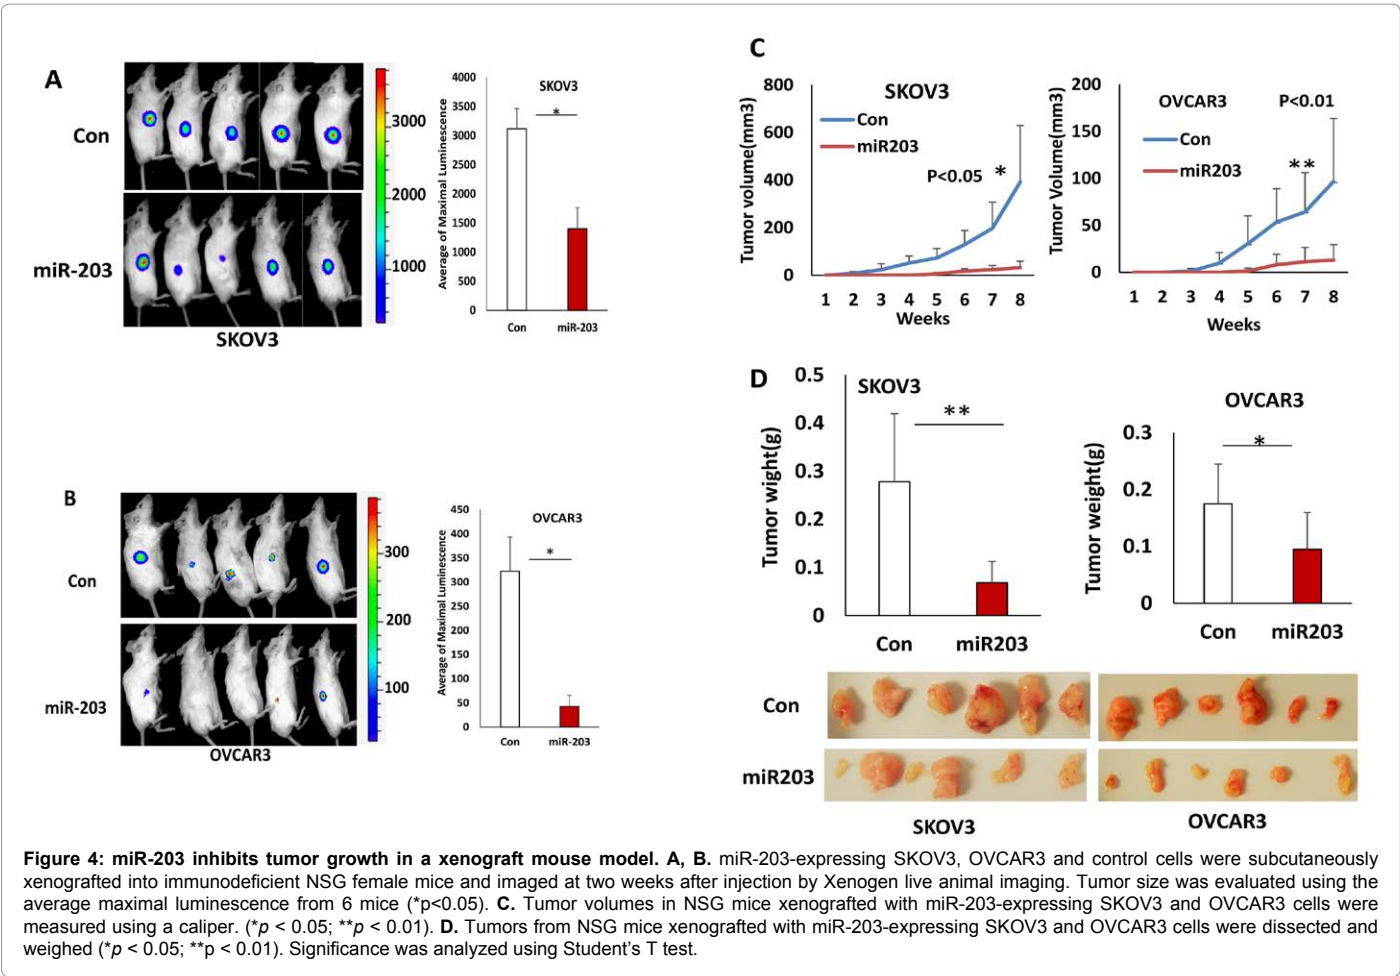 A
Con
miR-203
SKOV3
3000
2000
1000
4000
3500
3000
2500
2000
1500
1000
500
0
Average of Maximal Luminescence
SKOV3
*
Con miR-203
B
Con
miR-203
OVCAR3
300
200
100
450
400
350
300
250
200
150
100
50
0
Average of Maximal Luminescence
OVCAR3
*
Con miR-203
C
800
600
400
200
0
Tumor volume(mm3)
SKOV3
Con
miR203
P<0.05 *
1 2 3 4 5 6 7 8
Weeks
200
150
100
50
0
Tumor Volume(mm3)
OVCAR3 P<0.01
Con
miR203
**
1 2 3 4 5 6 7 8
Weeks
D
0.5
0.4
0.3
0.2
0.1
0
Tumor wight(g)
SKOV3
**
Con miR203
OVCAR3
0.3
0.2
0.1
0
Tumor weight(g)
*
Con miR203
Con
miR203
SKOV3
OVCAR3
Figure 4: miR-203 inhibits tumor growth in a xenograft mouse model. A, B. miR-203-expressing SKOV3, OVCAR3 and control cells were subcutaneously
xenografted into immunodeficient NSG female mice and imaged at two weeks after injection by Xenogen live animal imaging. Tumor size was evaluated using the
average maximal luminescence from 6 mice (*p<0.05). C. Tumor volumes in NSG mice xenografted with miR-203-expressing SKOV3 and OVCAR3 cells were
measured using a caliper. (*p < 0.05; **p < 0.01). D. Tumors from NSG mice xenografted with miR-203-expressing SKOV3 and OVCAR3 cells were dissected and
weighed (*p < 0.05; **p < 0.01). Significance was analyzed using Student’s T test.